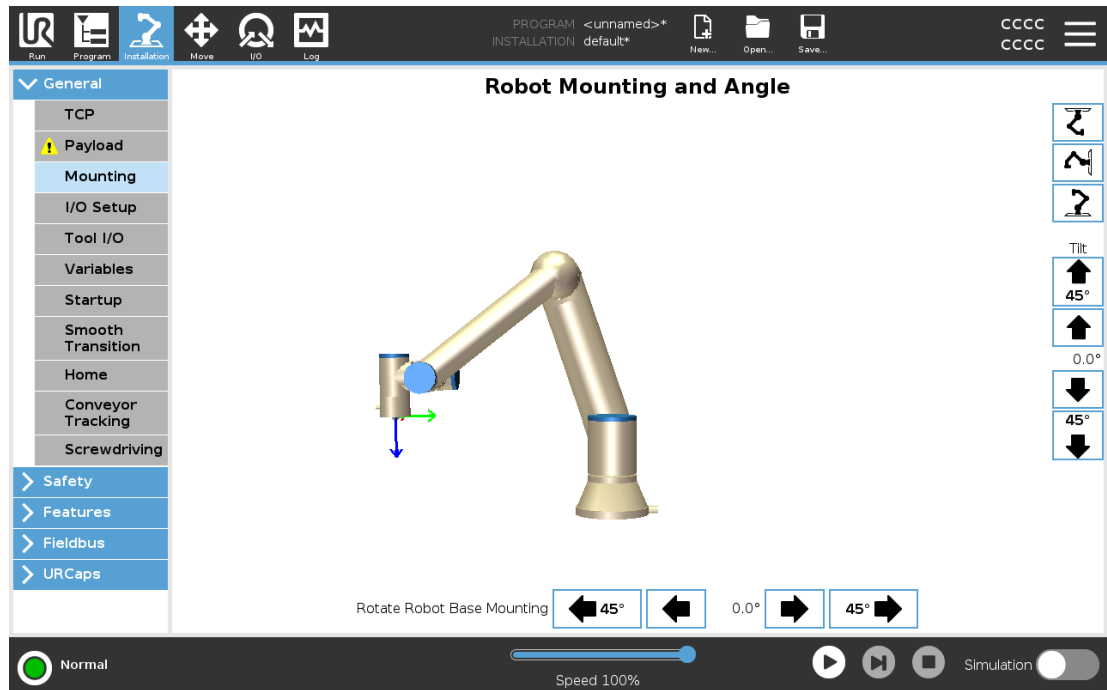 PROGRAM <unnamed>*
INSTALLATION default*
CCCC
CCCC
Run
Program
Installation
Move
I/O
Log
New...
Open...
Save...
General
TCP
Payload
Mounting
I/O Setup
Tool I/O
Variables
Startup
Smooth
Transition
Home
Conveyor
Tracking
Screwdriving
Safety
Features
Fieldbus
URCaps
Robot Mounting and Angle
Tilt
45°
0.0°
45°
Rotate Robot Base Mounting 45° 0.0° 45°
Normal
Speed 100%
Simulation